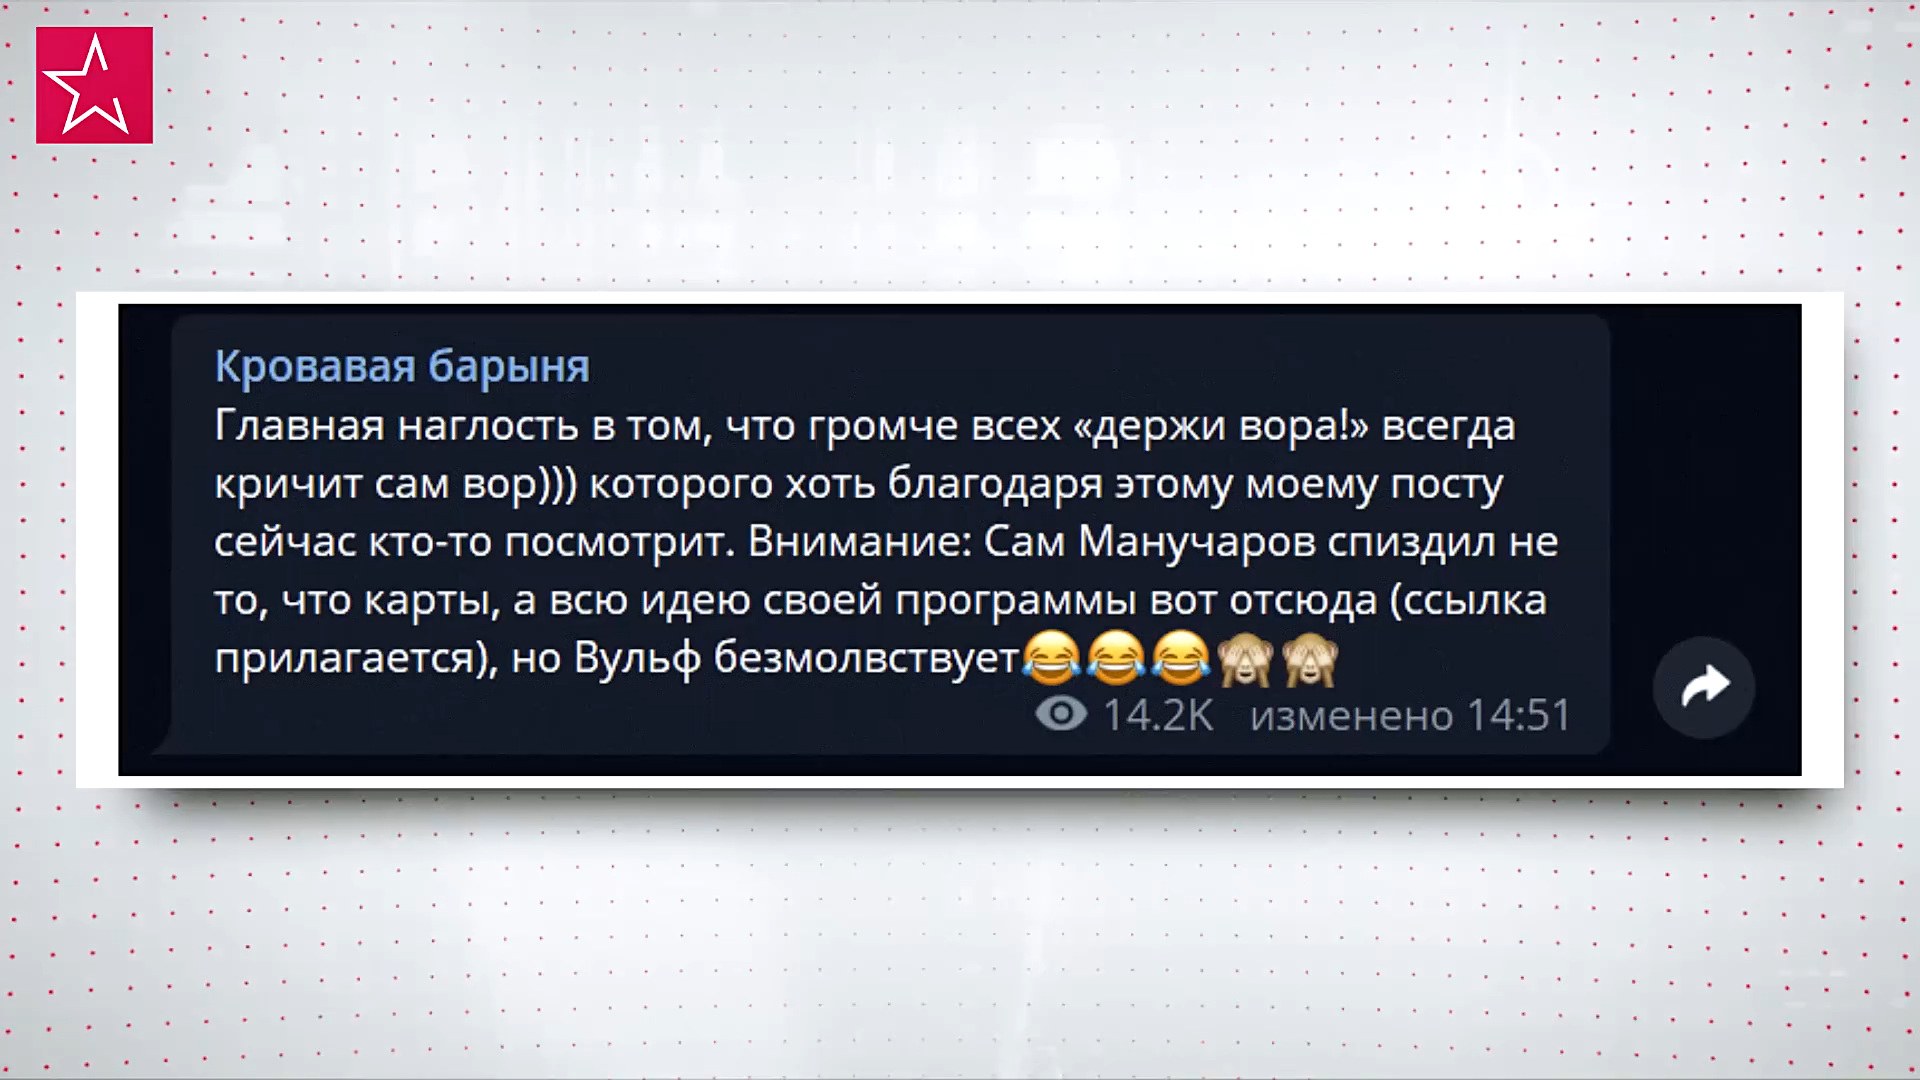 Кровавая барыня
Главная наглость в том, что громче всех «держи вора!» всегда
кричит сам вор))) которого хоть благодаря этому моему посту
сейчас кто-то посмотрит. Внимание: Сам Манучаров спиздил не
то, что карты, а всю идею своей программы вот отсюда (ссылка
прилагается), но Вульф безмолвствует😂😂😂🙈🙈
14.2K изменено 14:51